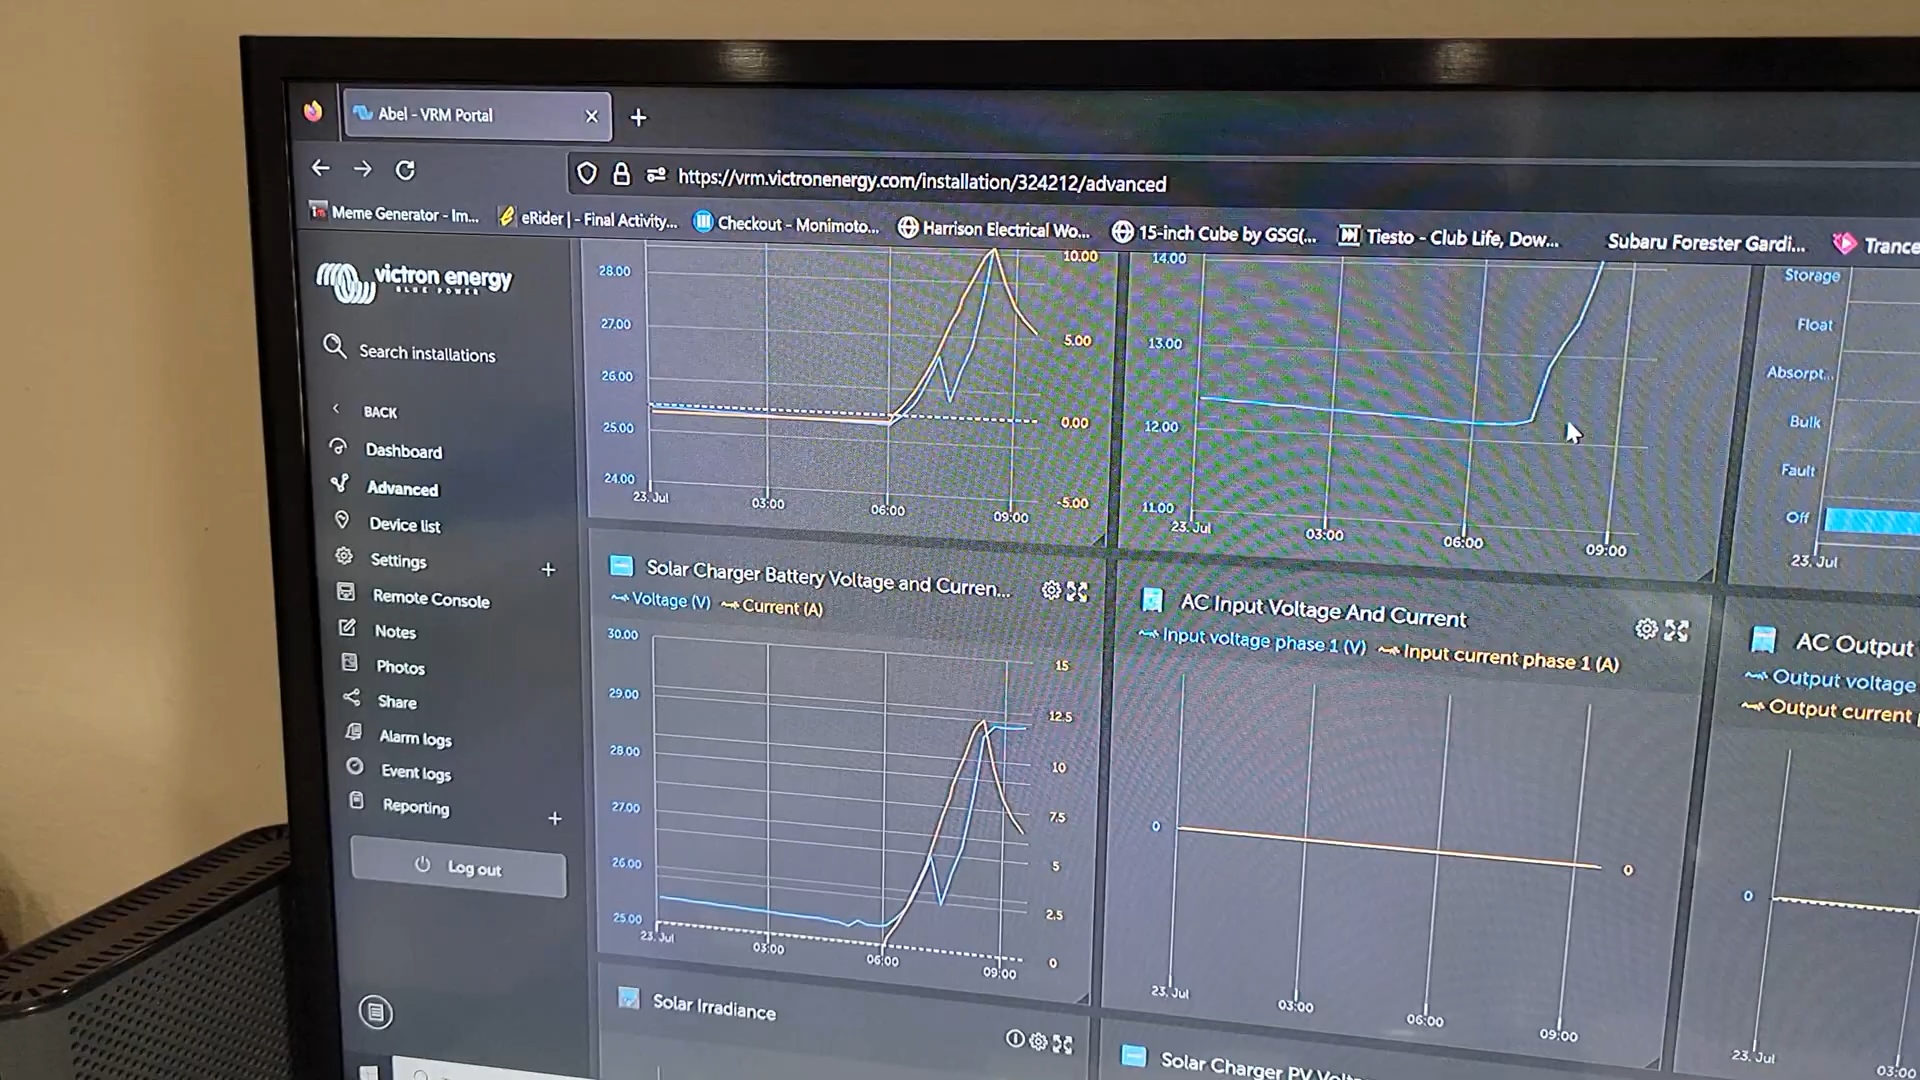 Abel - VRM Portal
https://vrm.victronenergy.com/installation/324212/advanced
Meme Generator - Im...
eRider | - Final Activity...
Checkout - Monimoto...
Harrison Electrical Wo...
15-inch Cube by GSG(...
Tiesto - Club Life, Dow...
Subaru Forester Gardi...
Trance
victron energy
BLUE POWER
Search installations
BACK
Dashboard
Advanced
Device list
Settings
Remote Console
Notes
Photos
Share
Alarm logs
Event logs
Reporting
Log out
28.00
27.00
26.00
25.00
24.00
10.00
5.00
0.00
-5.00
23. Jul
03:00
06:00
09:00
14.00
13.00
12.00
11.00
23. Jul
03:00
06:00
09:00
Storage
Float
Absorpt...
Bulk
Fault
Off
23. Jul
Solar Charger Battery Voltage and Curren...
Voltage (V) Current (A)
30.00
29.00
28.00
27.00
26.00
25.00
15
12.5
10
7.5
5
2.5
0
23. Jul
03:00
06:00
09:00
AC Input Voltage And Current
Input voltage phase 1 (V) Input current phase 1 (A)
0
0
23. Jul
03:00
06:00
09:00
AC Output
Output voltage
Output current
0
23. Jul
03:00
Solar Irradiance
Solar Charger PV